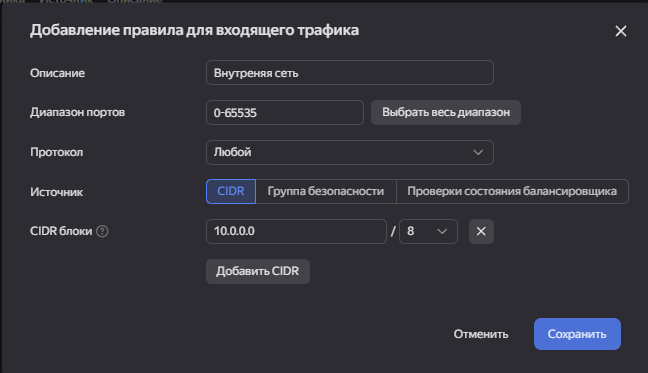 Добавление правила для входящего трафика
Описание Внутреняя сеть
Диапазон портов 0-65535 Выбрать весь диапазон
Протокол Любой
Источник CIDR Группа безопасности Проверки состояния балансировщика
CIDR блоки 10.0.0.0 / 8
Добавить CIDR
Отменить Сохранить